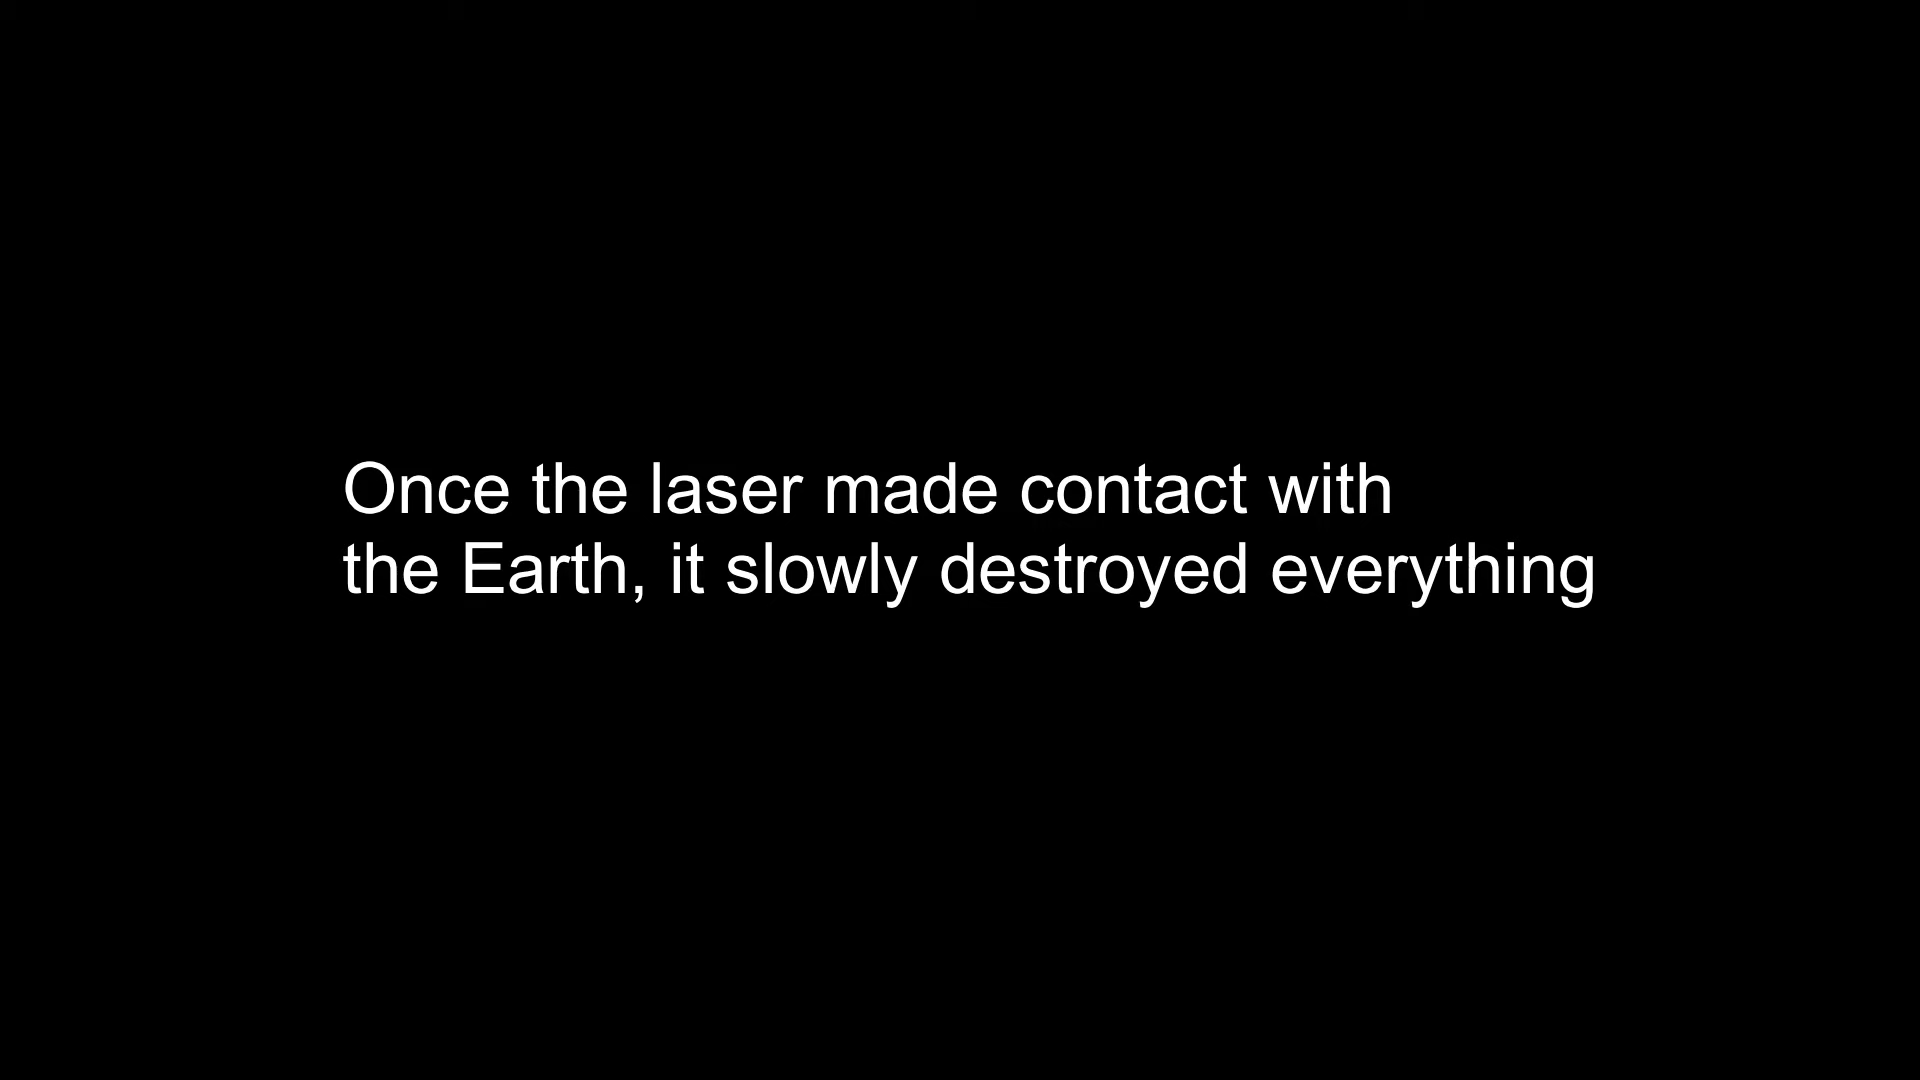 Once the laser made contact with
the Earth, it slowly destroyed everything